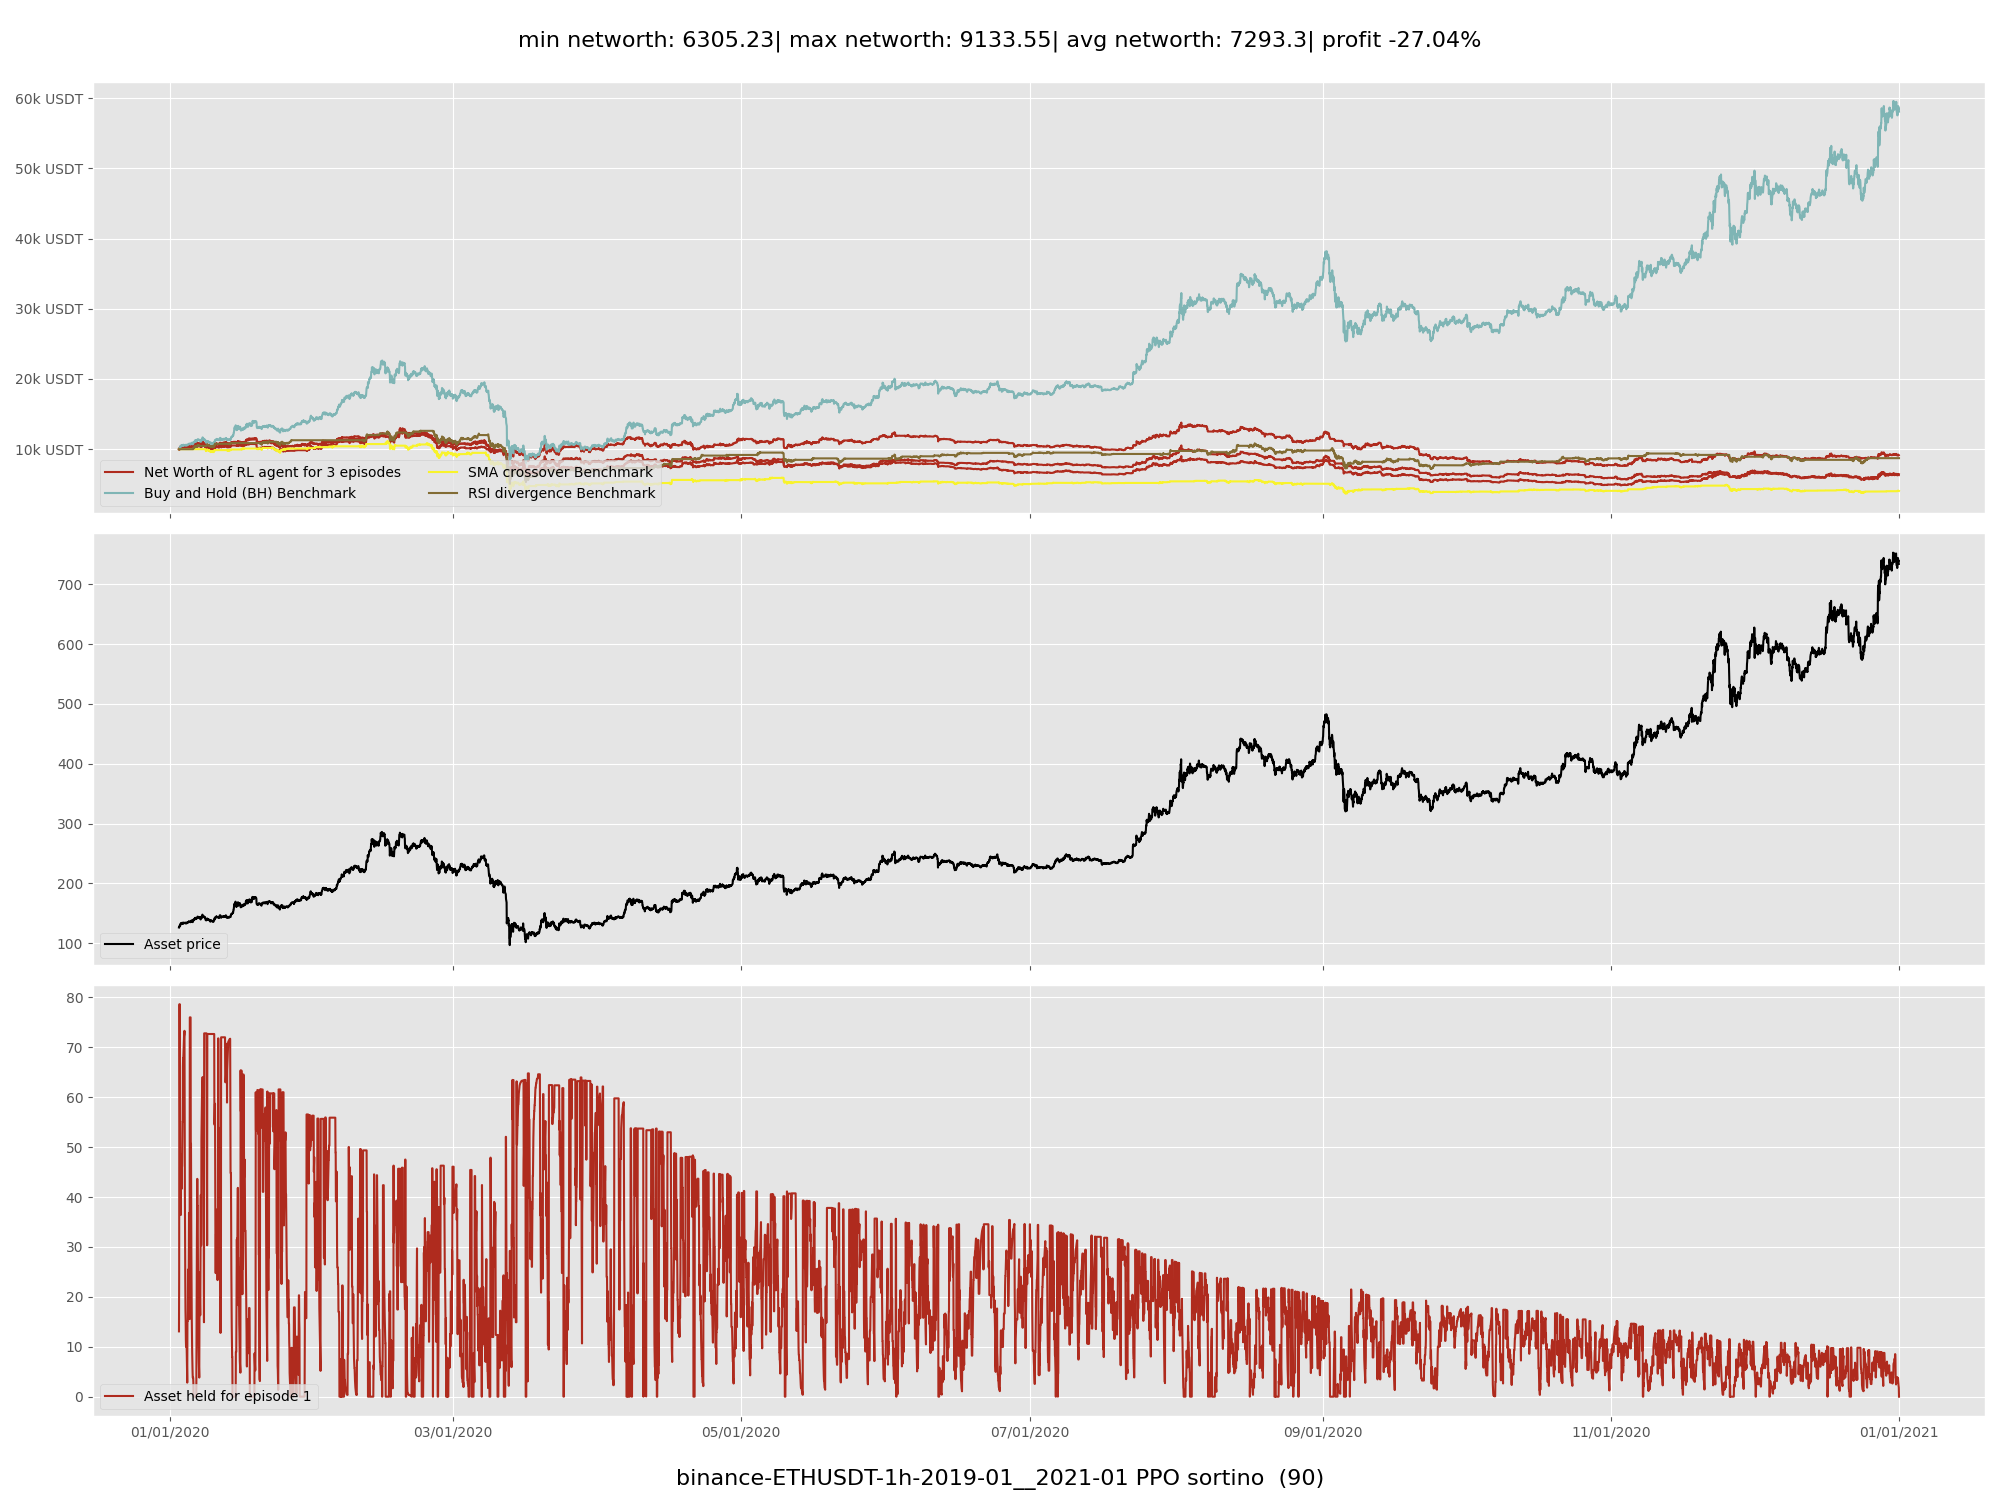 min networth: 6305.23| max networth: 9133.55| avg networth: 7293.3| profit -27.04%
60k USDT
50k USDT
40k USDT
30k USDT
20k USDT
10k USDT
Net Worth of RL agent for 3 episodes
Buy and Hold (BH) Benchmark
SMA crossover Benchmark
RSI divergence Benchmark
700
600
500
400
300
200
100
Asset price
80
70
60
50
40
30
20
10
0
Asset held for episode 1
01/01/2020 03/01/2020 05/01/2020 07/01/2020 09/01/2020 11/01/2020 01/01/2021
binance-ETHUSDT-1h-2019-01__2021-01 PPO sortino  (90)